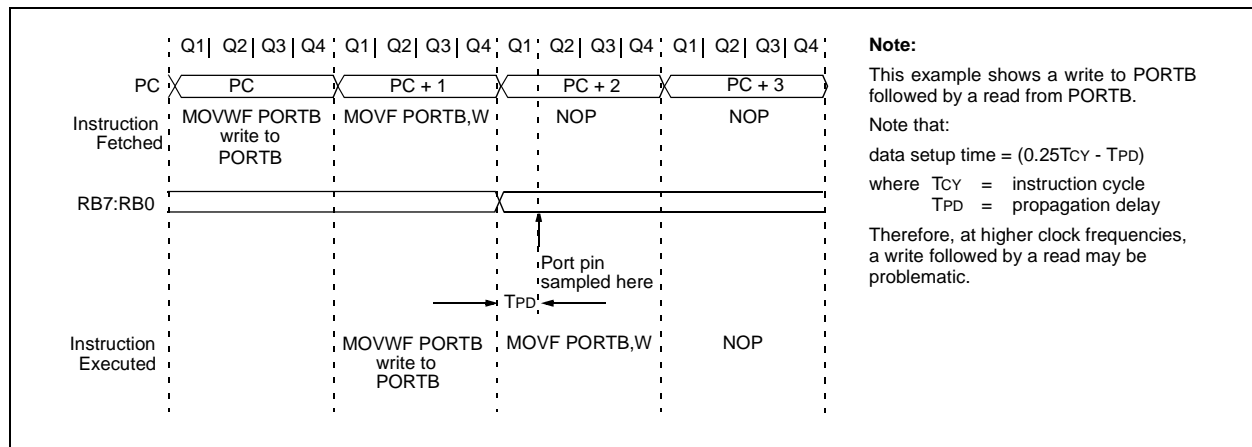 Q1| Q2 | Q3 | Q4 | Q1 | Q2 | Q3 | Q4 | Q1 | Q2 | Q3 | Q4 | Q1 | Q2 | Q3 | Q4
PC PC PC + 1 PC + 2 PC + 3
Instruction
Fetched
MOVWF PORTB
write to
PORTB
MOVF PORTB,W
NOP
NOP
RB7:RB0
Port pin
sampled here
TPD
Instruction
Executed
MOVWF PORTB
write to
PORTB
MOVF PORTB,W
NOP
Note:
This example shows a write to PORTB
followed by a read from PORTB.
Note that:
data setup time = (0.25TCY - TPD)
where TCY = instruction cycle
TPD = propagation delay
Therefore, at higher clock frequencies,
a write followed by a read may be
problematic.